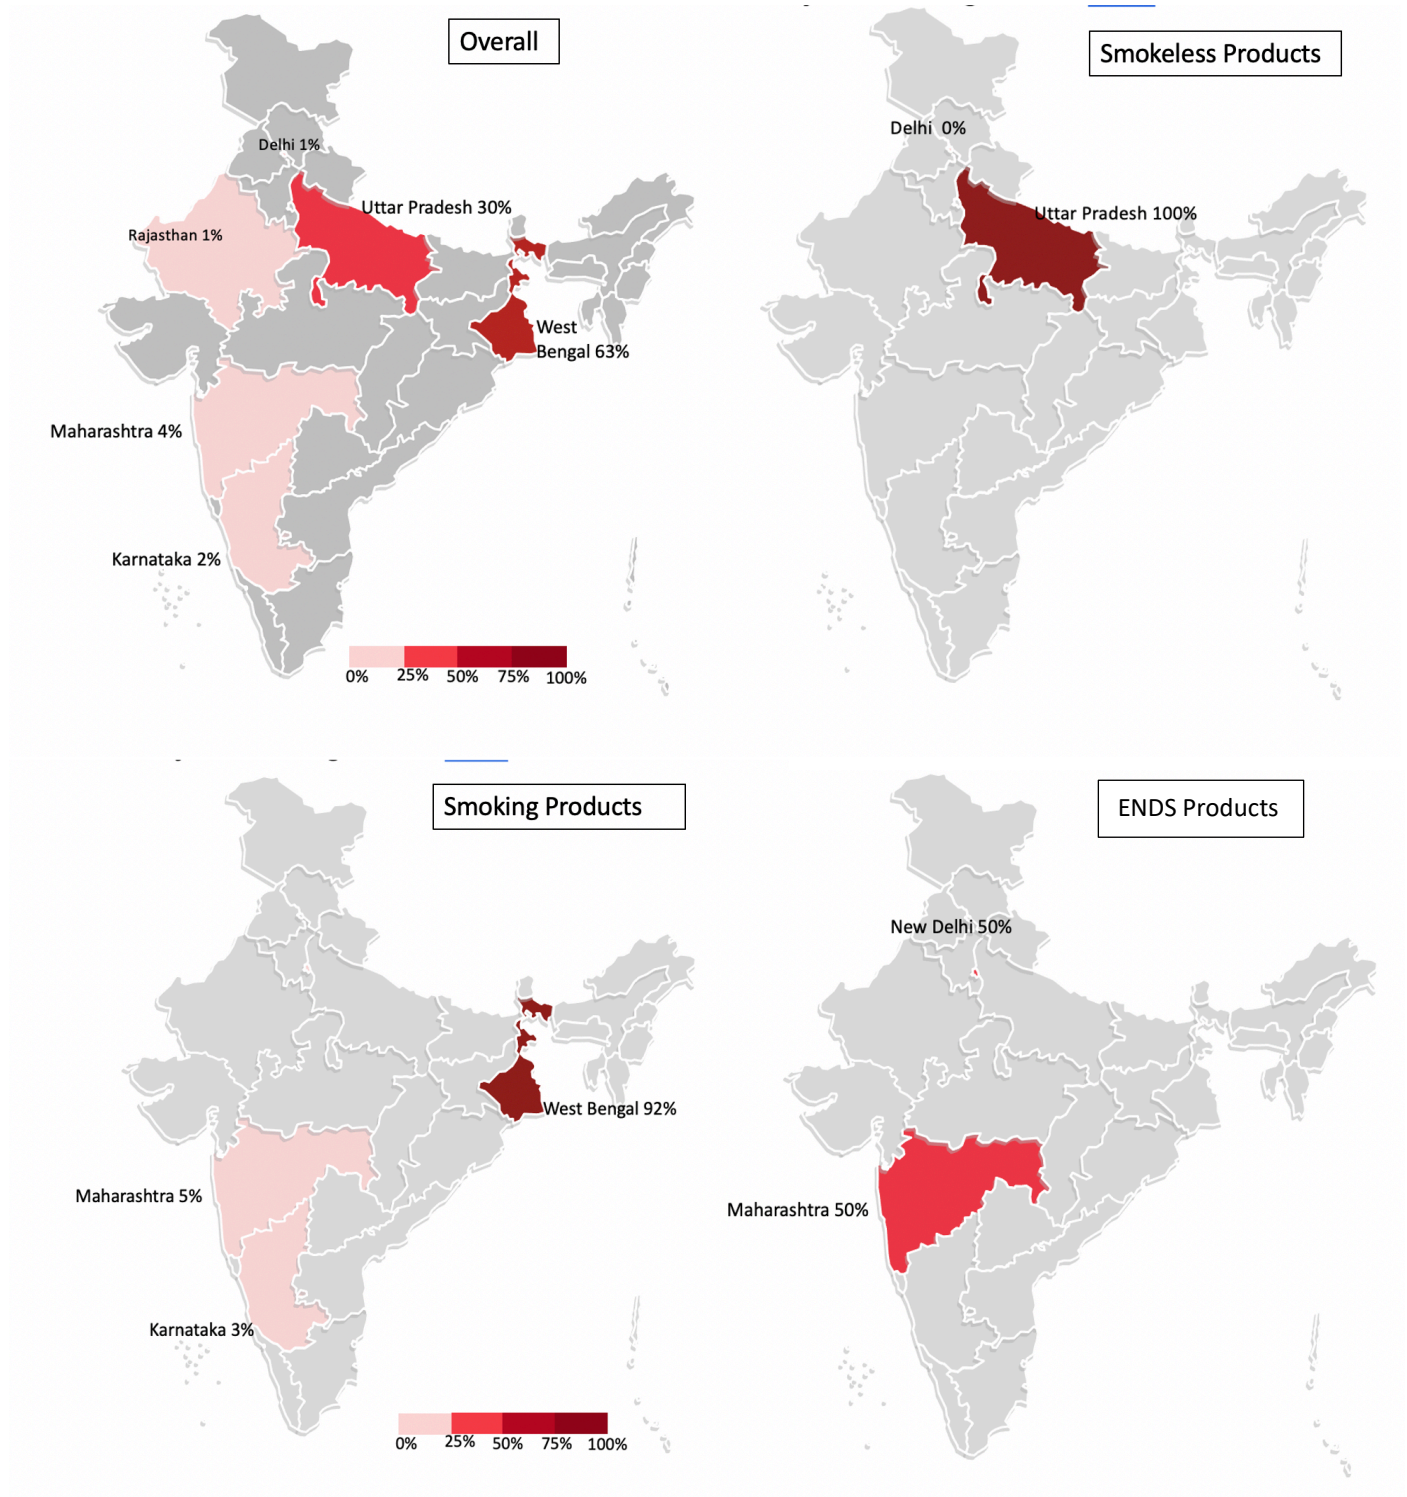 Overall
Delhi 1%
Uttar Pradesh 30%
Rajasthan 1%
West
Bengal 63%
Maharashtra 4%
Karnataka 2%
0% 25% 50% 75% 100%
Smokeless Products
Delhi 0%
Uttar Pradesh 100%
Smoking Products
West Bengal 92%
Maharashtra 5%
Karnataka 3%
0% 25% 50% 75% 100%
ENDS Products
New Delhi 50%
Maharashtra 50%